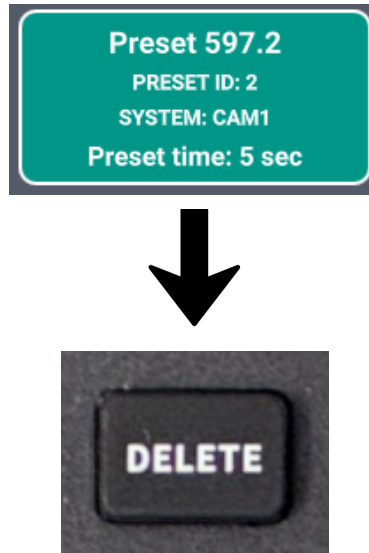 Preset 597.2
PRESET ID: 2
SYSTEM: CAM1
Preset time: 5 sec
DELETE